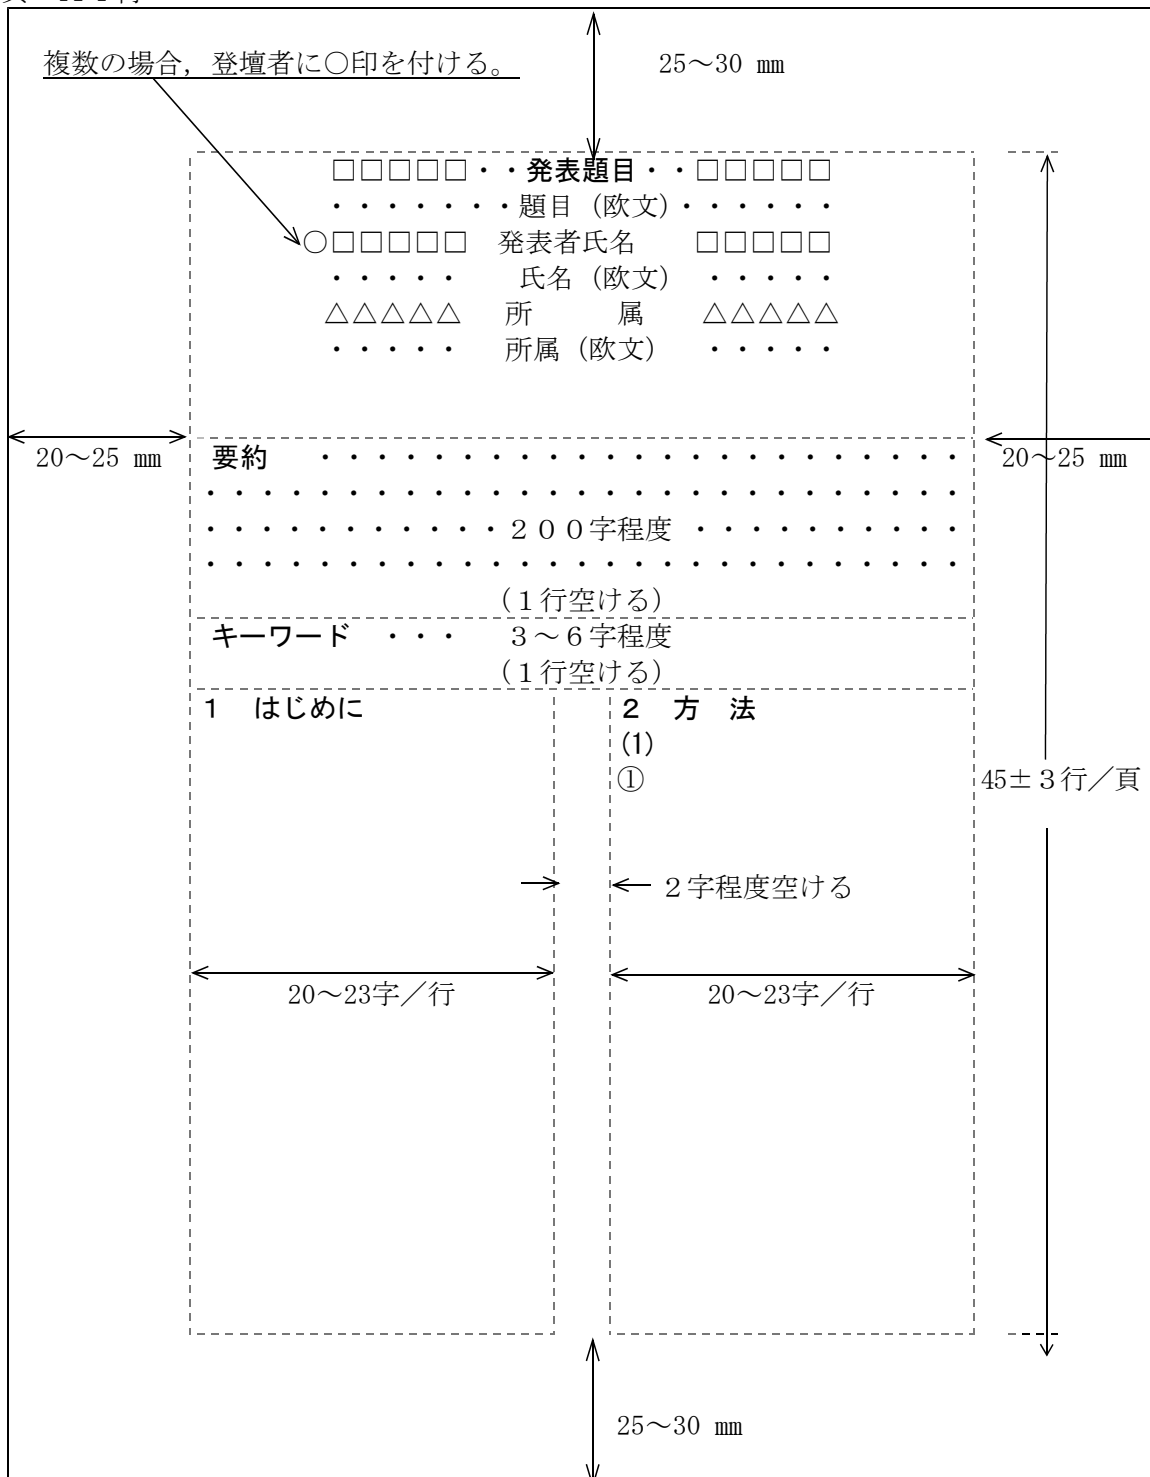 複数の場合，登壇者に○印を付ける。
25～30 mm
□□□□□・・発表題目・・□□□□□
・・・・・・・題目（欧文）・・・・・・
○□□□□□ 発表者氏名 □□□□□
・・・・・ 氏名（欧文） ・・・・・
△△△△△ 所　　属 △△△△△
・・・・・ 所属（欧文） ・・・・・
20～25 mm
20～25 mm
要約 ・・・・・・・・・・・・・・・・・・・・・・・
・・・・・・・・・・・・・・・・・・・・・・・・・・・
・・・・・・・・・・・２００字程度・・・・・・・・・・
・・・・・・・・・・・・・・・・・・・・・・・・・・・
（１行空ける）
キーワード ・・・ ３～６字程度
（１行空ける）
１　はじめに
２　方　法
(1)
①
45±３行／頁
２字程度空ける
20～23字／行
20～23字／行
25～30 mm